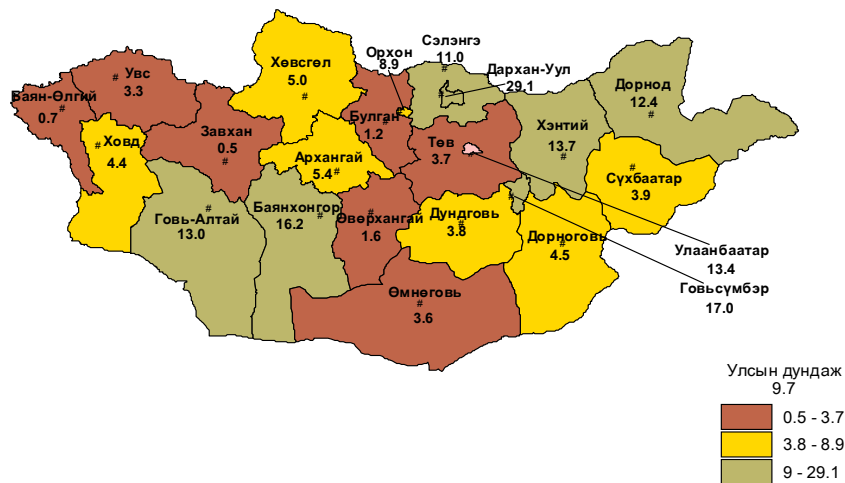 Сэлэнгэ
11.0
Орхон
8.9
Дархан-Уул
29.1
Хөвсгөл
5.0
Увс
3.3
Дорнод
12.4
Баян-Өлгий
0.7
Завхан
0.5
Булган
1.2
Хэнтий
13.7
Ховд
4.4
Төв
3.7
Архангай
5.4
Сүхбаатар
3.9
Говь-Алтай
13.0
Баянхонгор
16.2
Өвөрхангай
1.6
Дундговь
3.8
Дорноговь
4.5
Улаанбаатар
13.4
Говьсүмбэр
17.0
Өмнөговь
3.6
Улсын дундаж
9.7
0.5 - 3.7
3.8 - 8.9
9 - 29.1